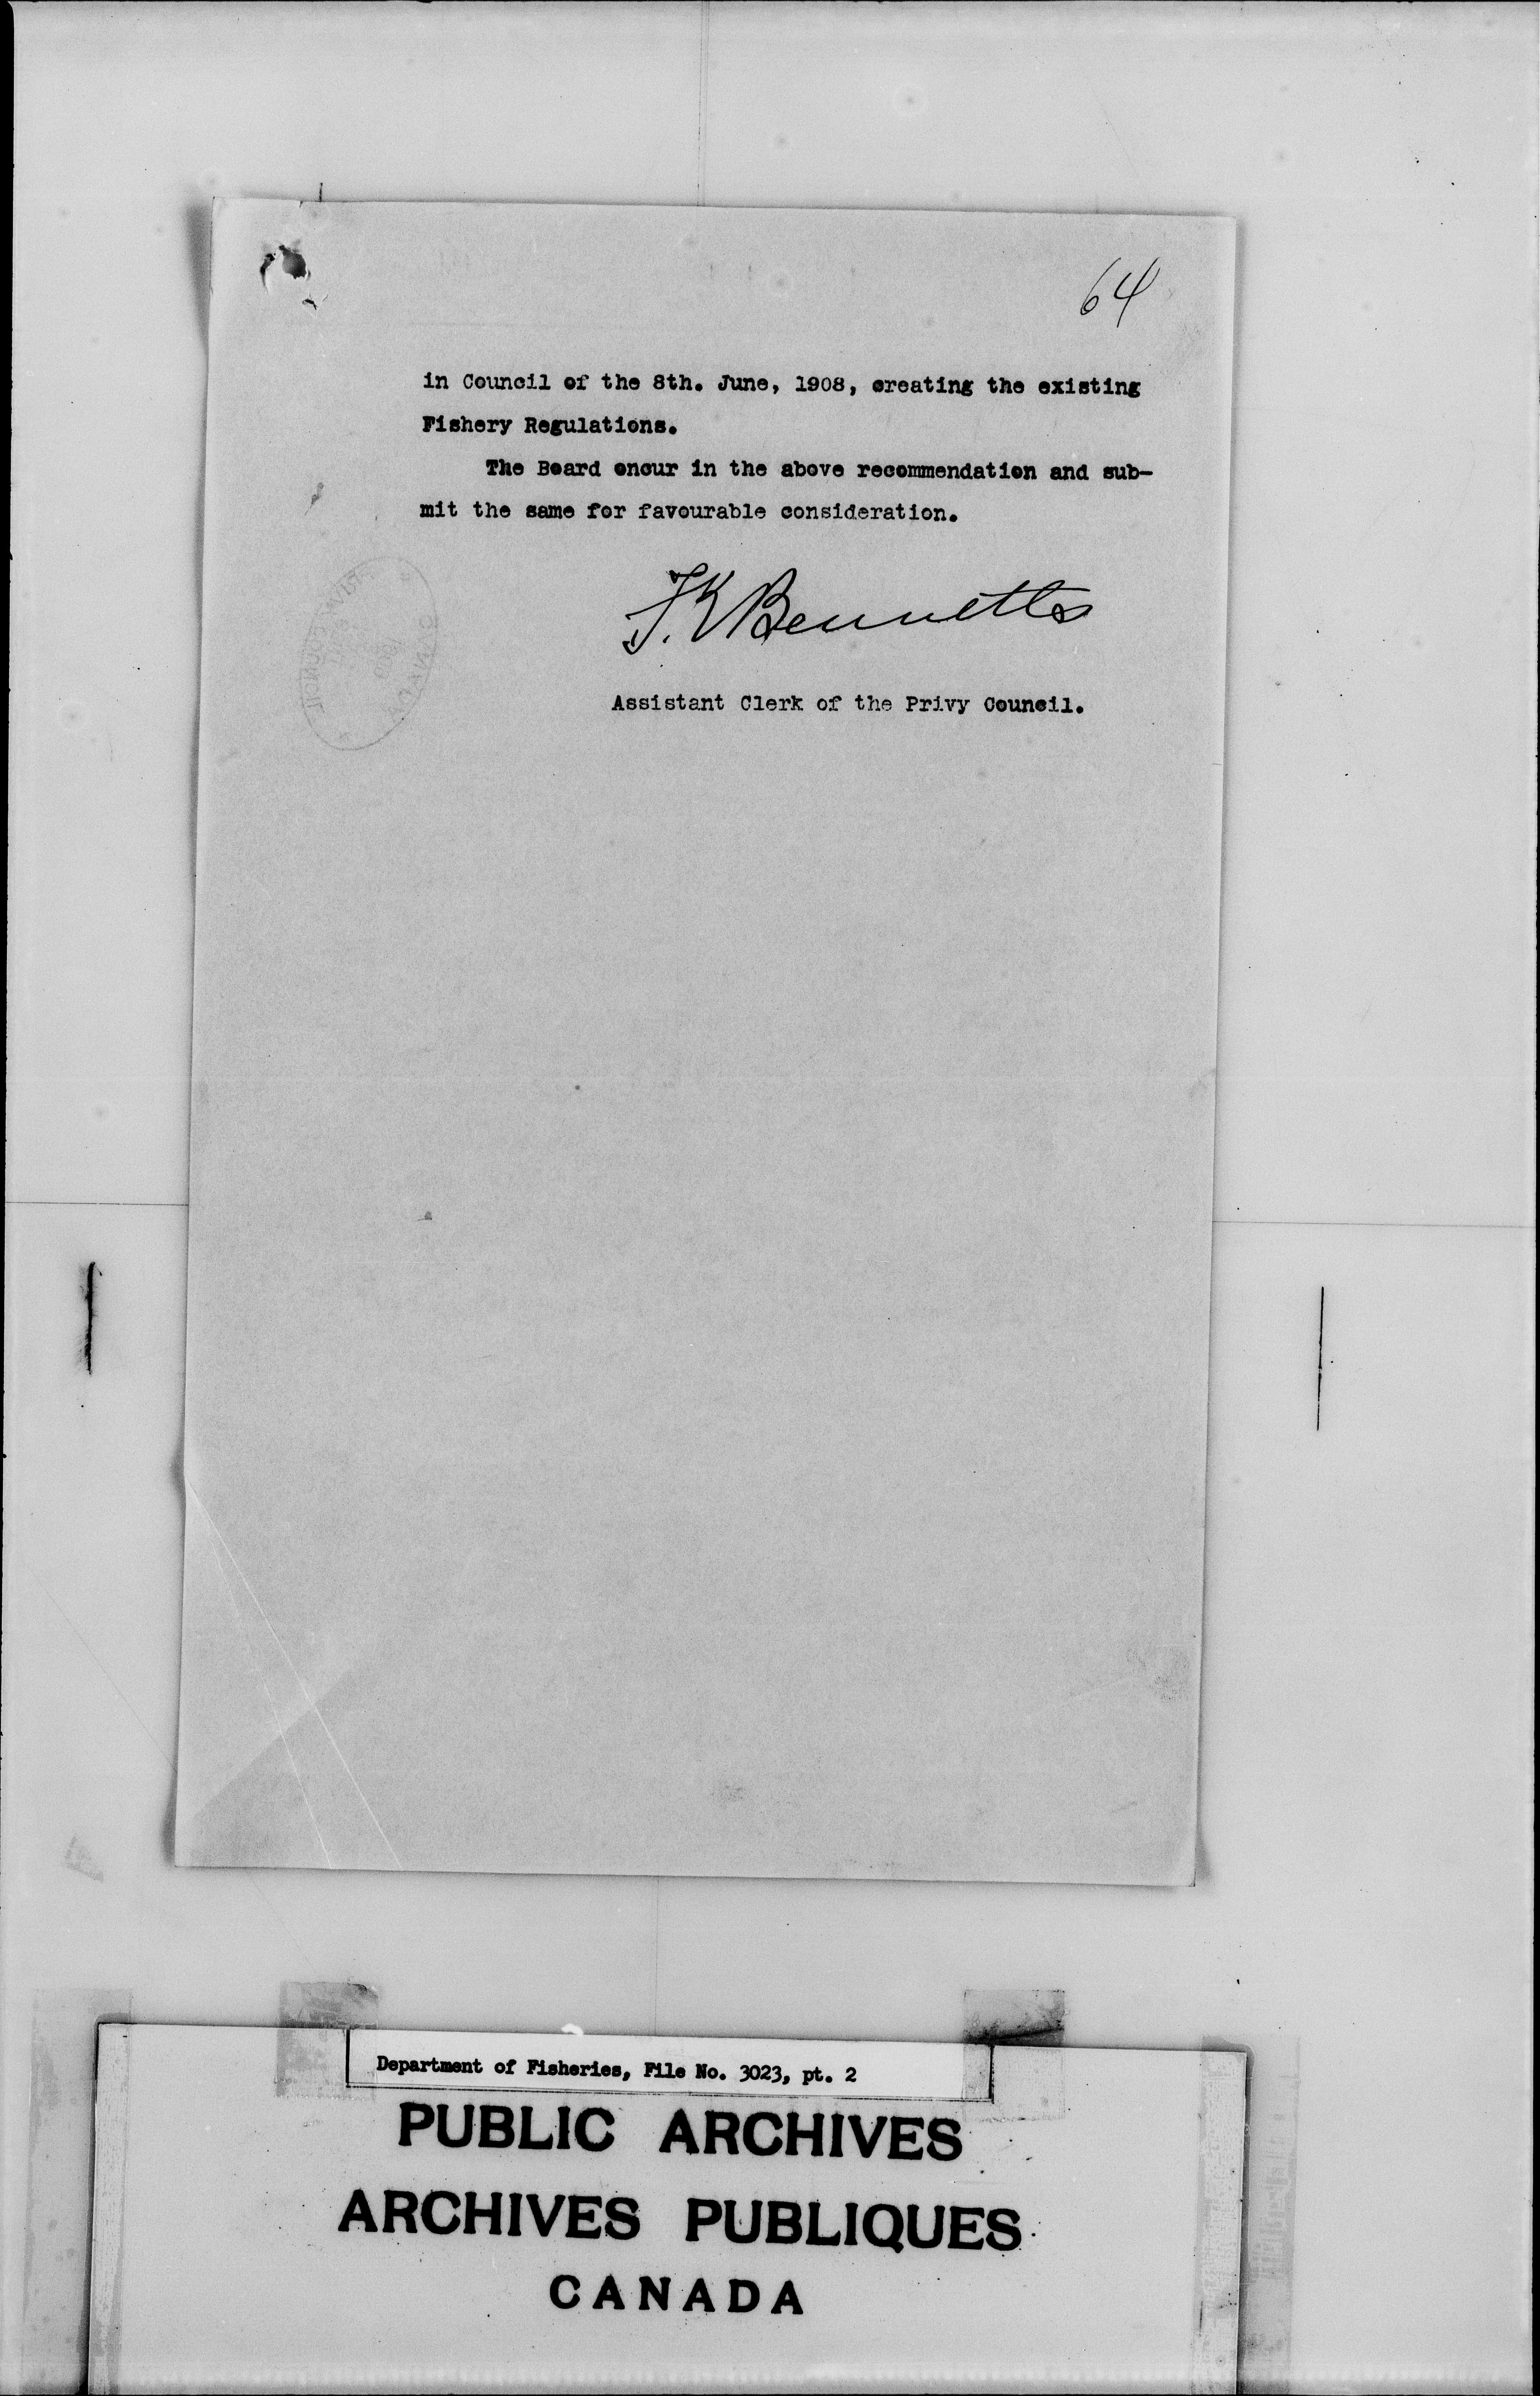 64
in Council of the 8th. June, 1908, creating the existing
Fishery Regulations.
The Board oncur in the above recommendation and sub-
mit the same for favourable consideration.
F.K Bennetts
Assistant Clerk of the Privy Council.
Department of Fisheries, File No. 3023, pt. 2
PUBLIC ARCHIVES
ARCHIVES PUBLIQUES
CANADA